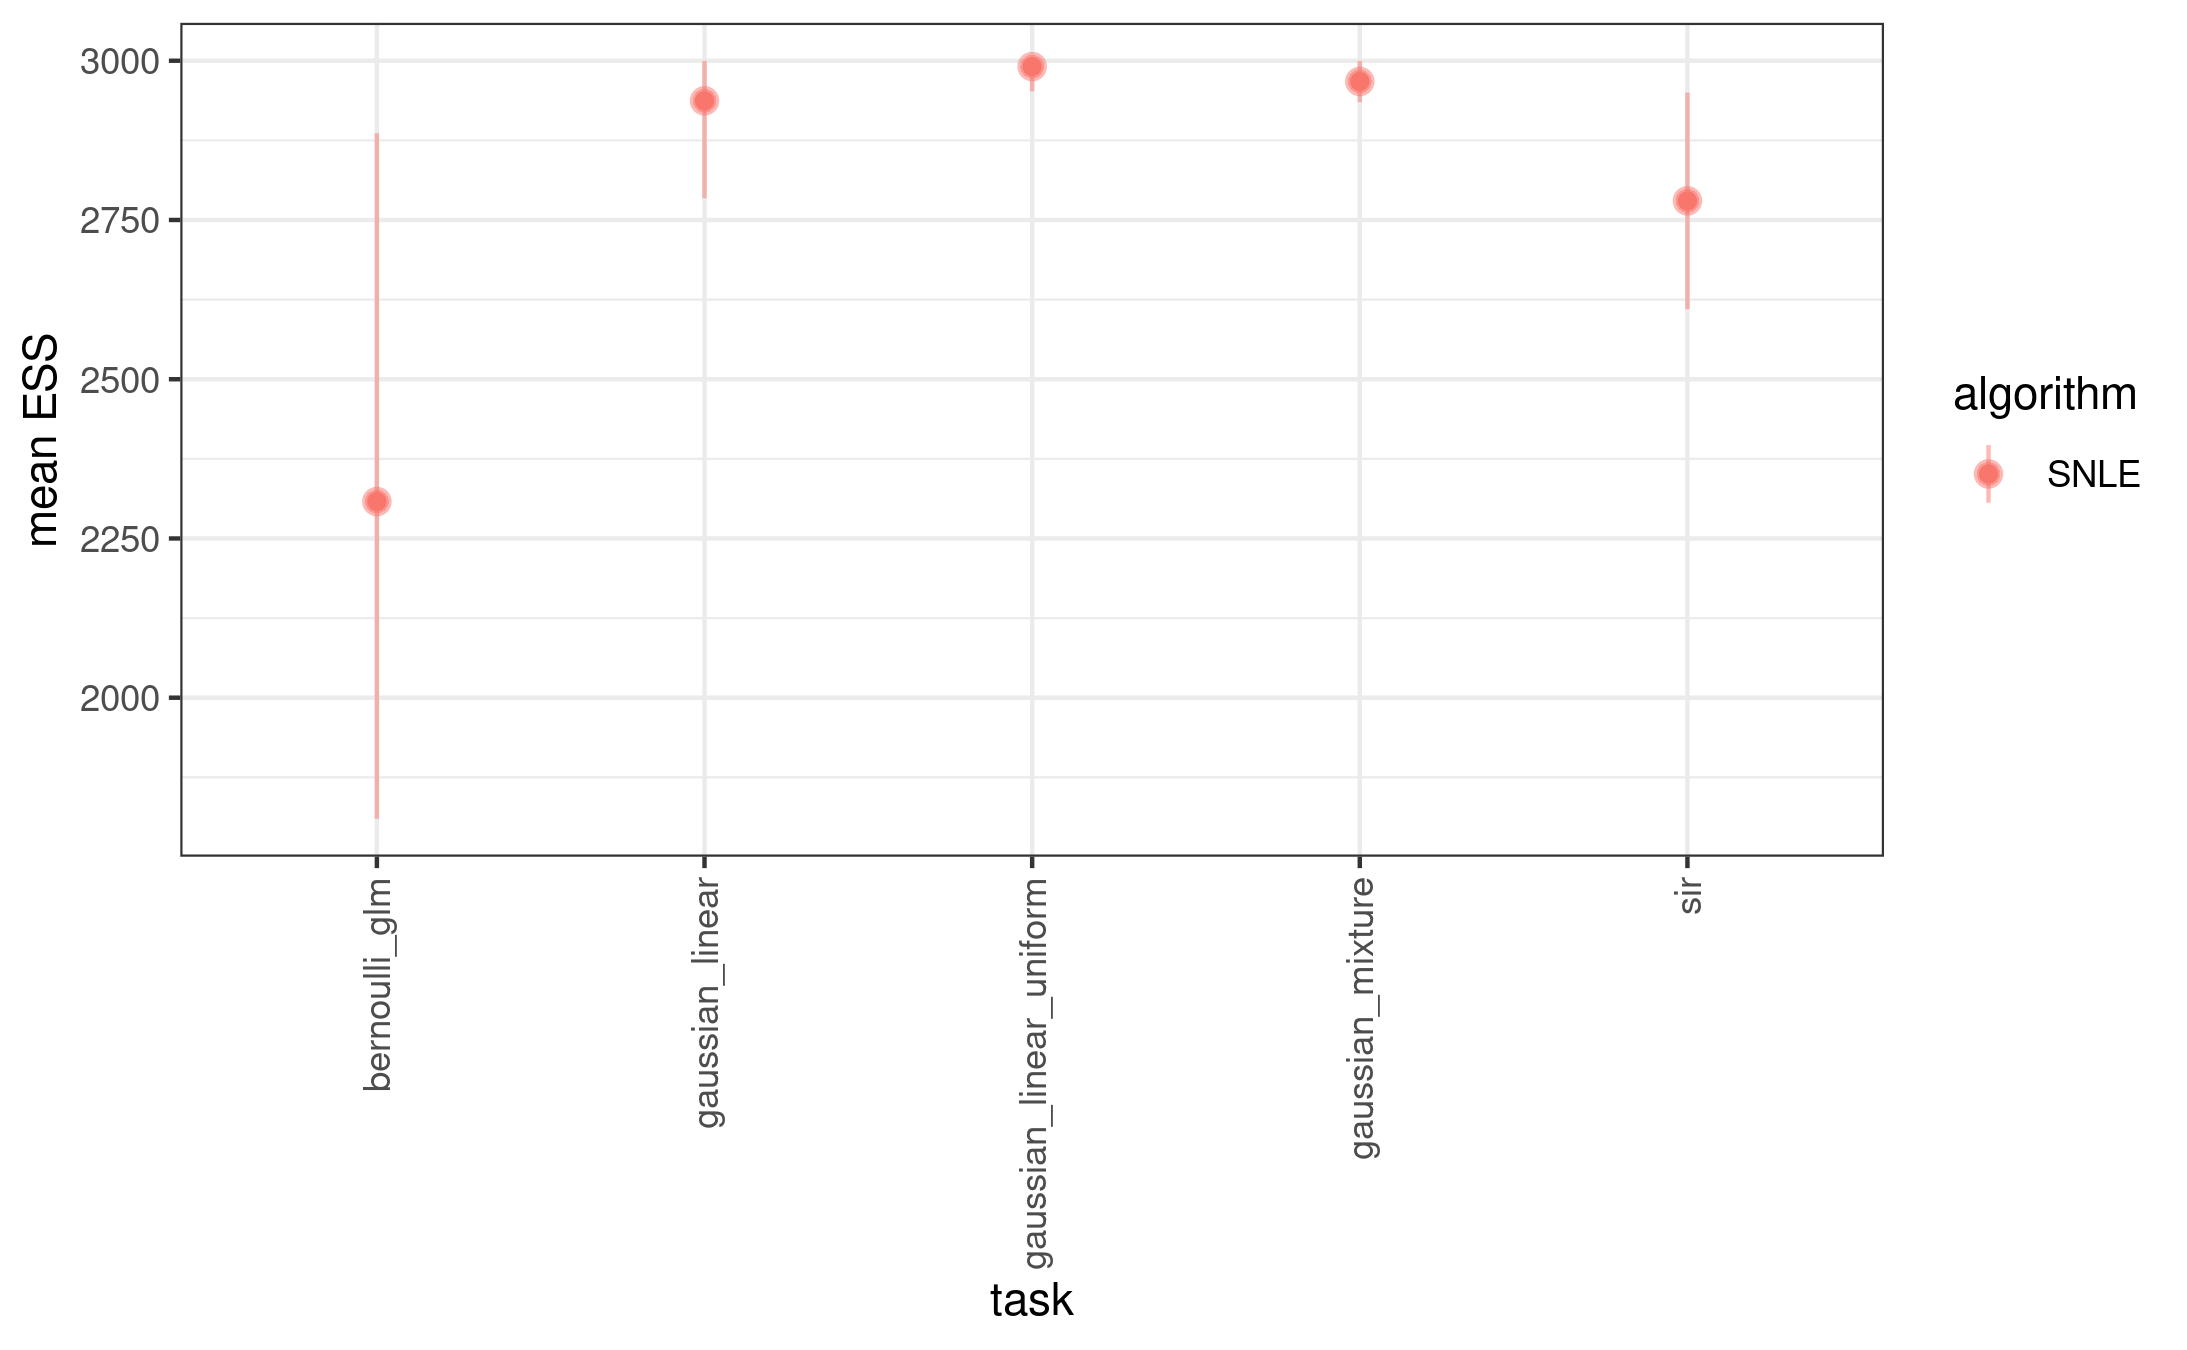 3000
2750
2500
2250
2000
mean ESS
bernoulli_glm
gaussian_linear
gaussian_linear_uniform
gaussian_mixture
sir
task
algorithm
SNLE